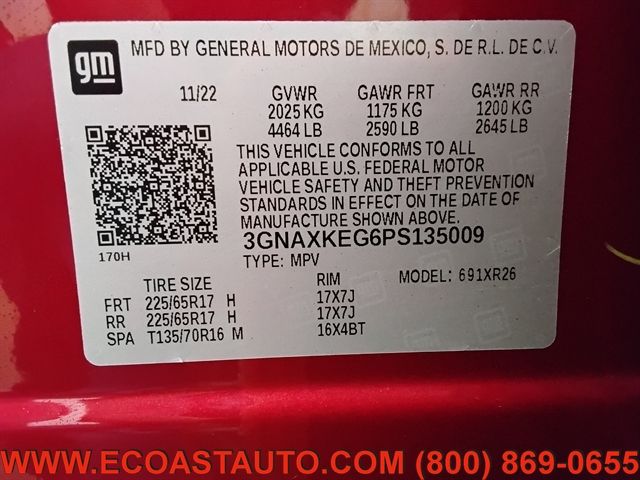 gm
MFD BY GENERAL MOTORS DE MEXICO, S. DE R.L. DE C.V.
11/22 GVWR GAWR FRT GAWR RR
2025 KG 1175 KG 1200 KG
4464 LB 2590 LB 2645 LB
THIS VEHICLE CONFORMS TO ALL
APPLICABLE U.S. FEDERAL MOTOR
VEHICLE SAFETY AND THEFT PREVENTION
STANDARDS IN EFFECT ON THE DATE OF
MANUFACTURE SHOWN ABOVE.
3GNAXKEG6PS135009
170H TYPE: MPV
TIRE SIZE RIM MODEL: 691XR26
FRT 225/65R17 H 17X7J
RR 225/65R17 H 17X7J
SPA T135/70R16 M 16X4BT
WWW.ECOASTAUTO.COM (800) 869-0655